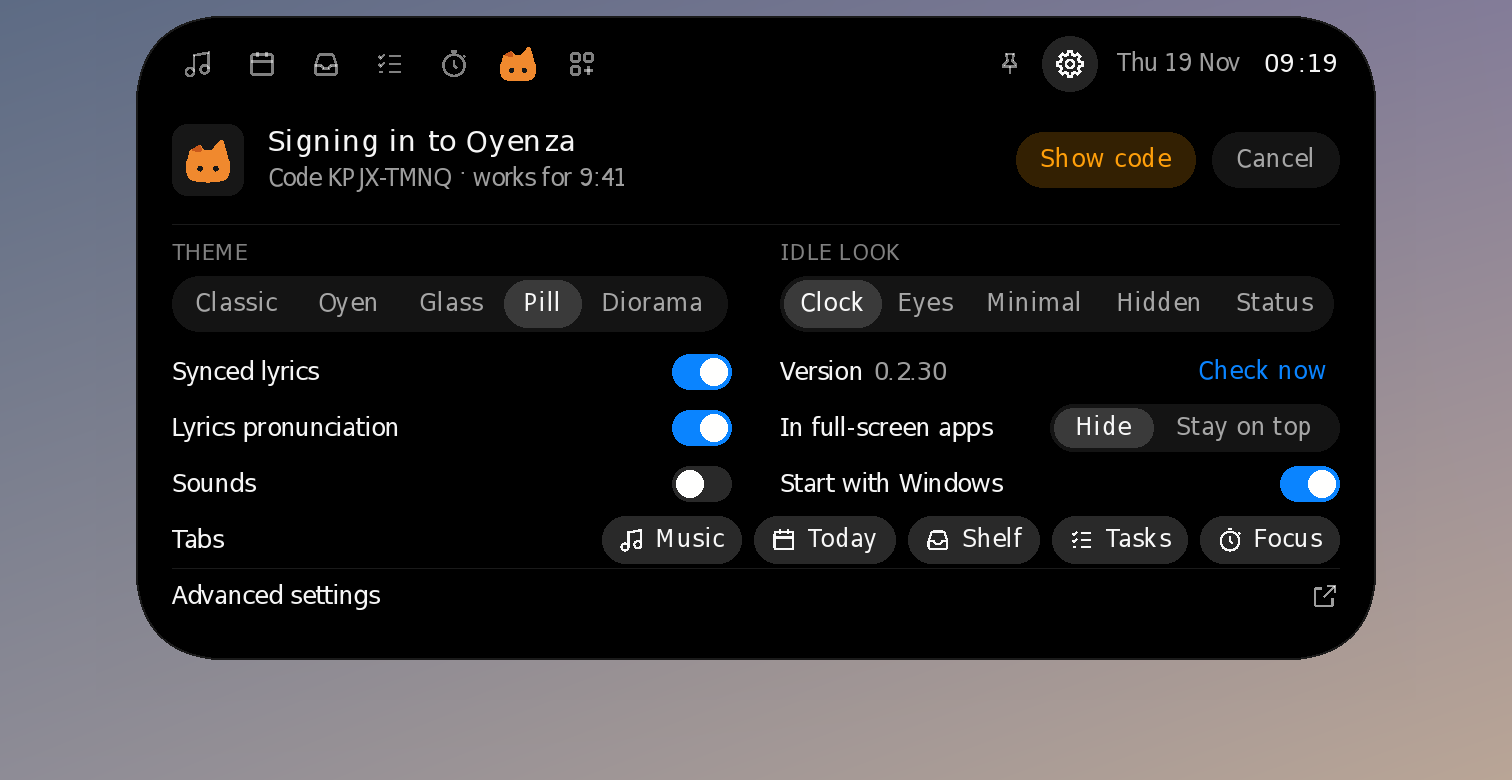 Thu 19 Nov 09:19
Signing in to Oyenza
Code KPJX-TMNQ · works for 9:41
Show code Cancel
THEME
Classic Oyen Glass Pill Diorama
IDLE LOOK
Clock Eyes Minimal Hidden Status
Synced lyrics
Version 0.2.30 Check now
Lyrics pronunciation
In full-screen apps Hide Stay on top
Sounds
Start with Windows
Tabs Music Today Shelf Tasks Focus
Advanced settings